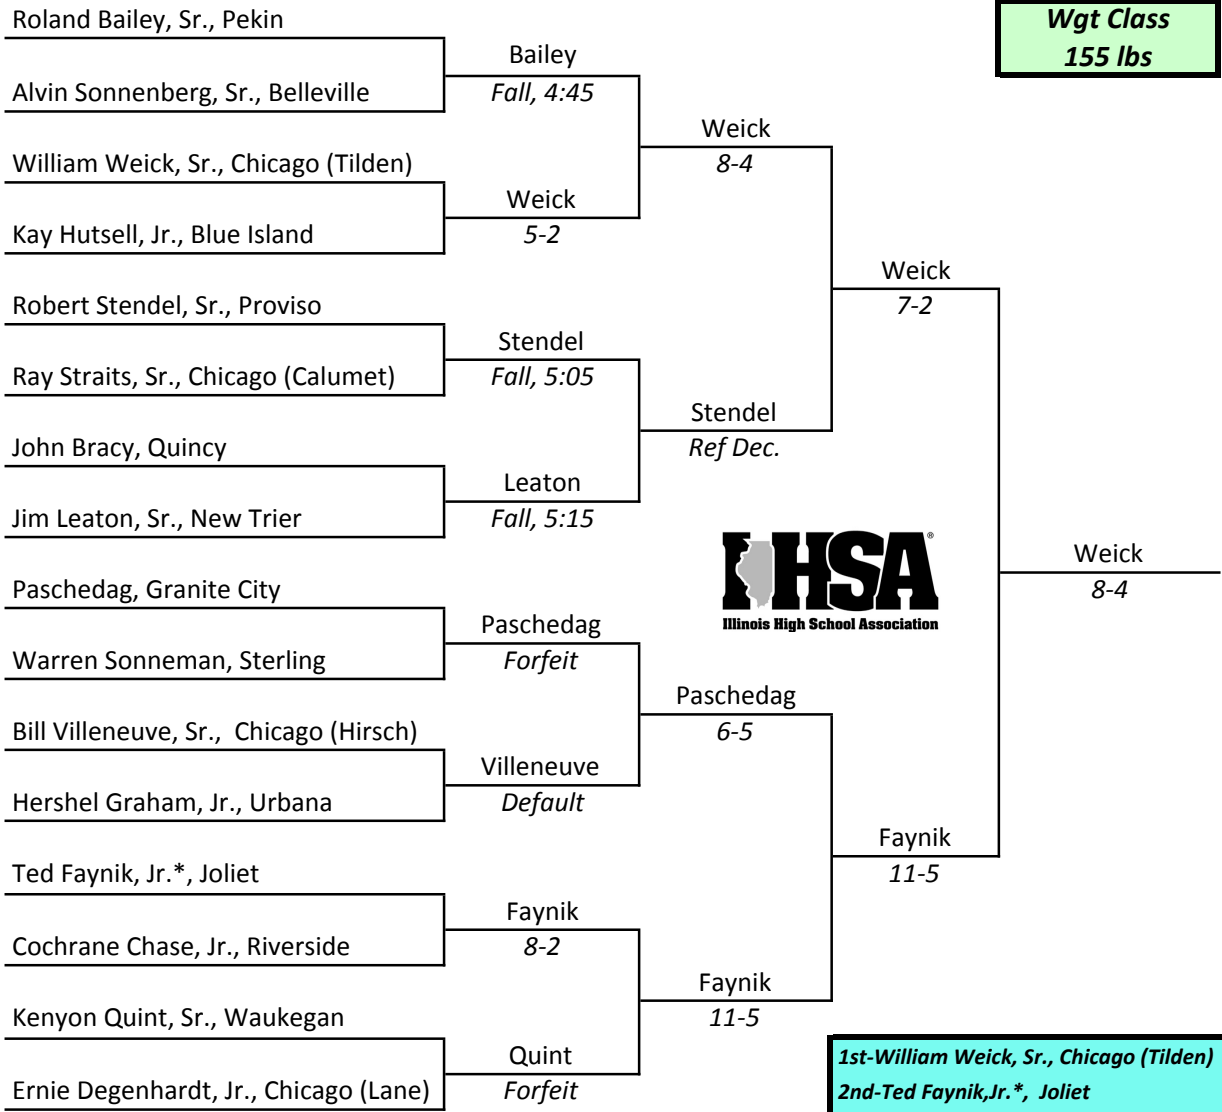 Roland Bailey, Sr., Pekin
Wgt Class
155 lbs
Bailey
Fall, 4:45
Alvin Sonnenberg, Sr., Belleville
Weick
8-4
William Weick, Sr., Chicago (Tilden)
Weick
5-2
Kay Hutsell, Jr., Blue Island
Weick
7-2
Robert Stendel, Sr., Proviso
Stendel
Fall, 5:05
Ray Straits, Sr., Chicago (Calumet)
Stendel
Ref Dec.
John Bracy, Quincy
Leaton
Fall, 5:15
Jim Leaton, Sr., New Trier
IHSA®
Illinois High School Association
Weick
8-4
Paschedag, Granite City
Paschedag
Forfeit
Warren Sonneman, Sterling
Paschedag
6-5
Bill Villeneuve, Sr.,  Chicago (Hirsch)
Villeneuve
Default
Hershel Graham, Jr., Urbana
Faynik
11-5
Ted Faynik, Jr.*, Joliet
Faynik
8-2
Cochrane Chase, Jr., Riverside
Faynik
11-5
Kenyon Quint, Sr., Waukegan
Quint
Forfeit
Ernie Degenhardt, Jr., Chicago (Lane)
1st-William Weick, Sr., Chicago (Tilden)
2nd-Ted Faynik,Jr.*,  Joliet